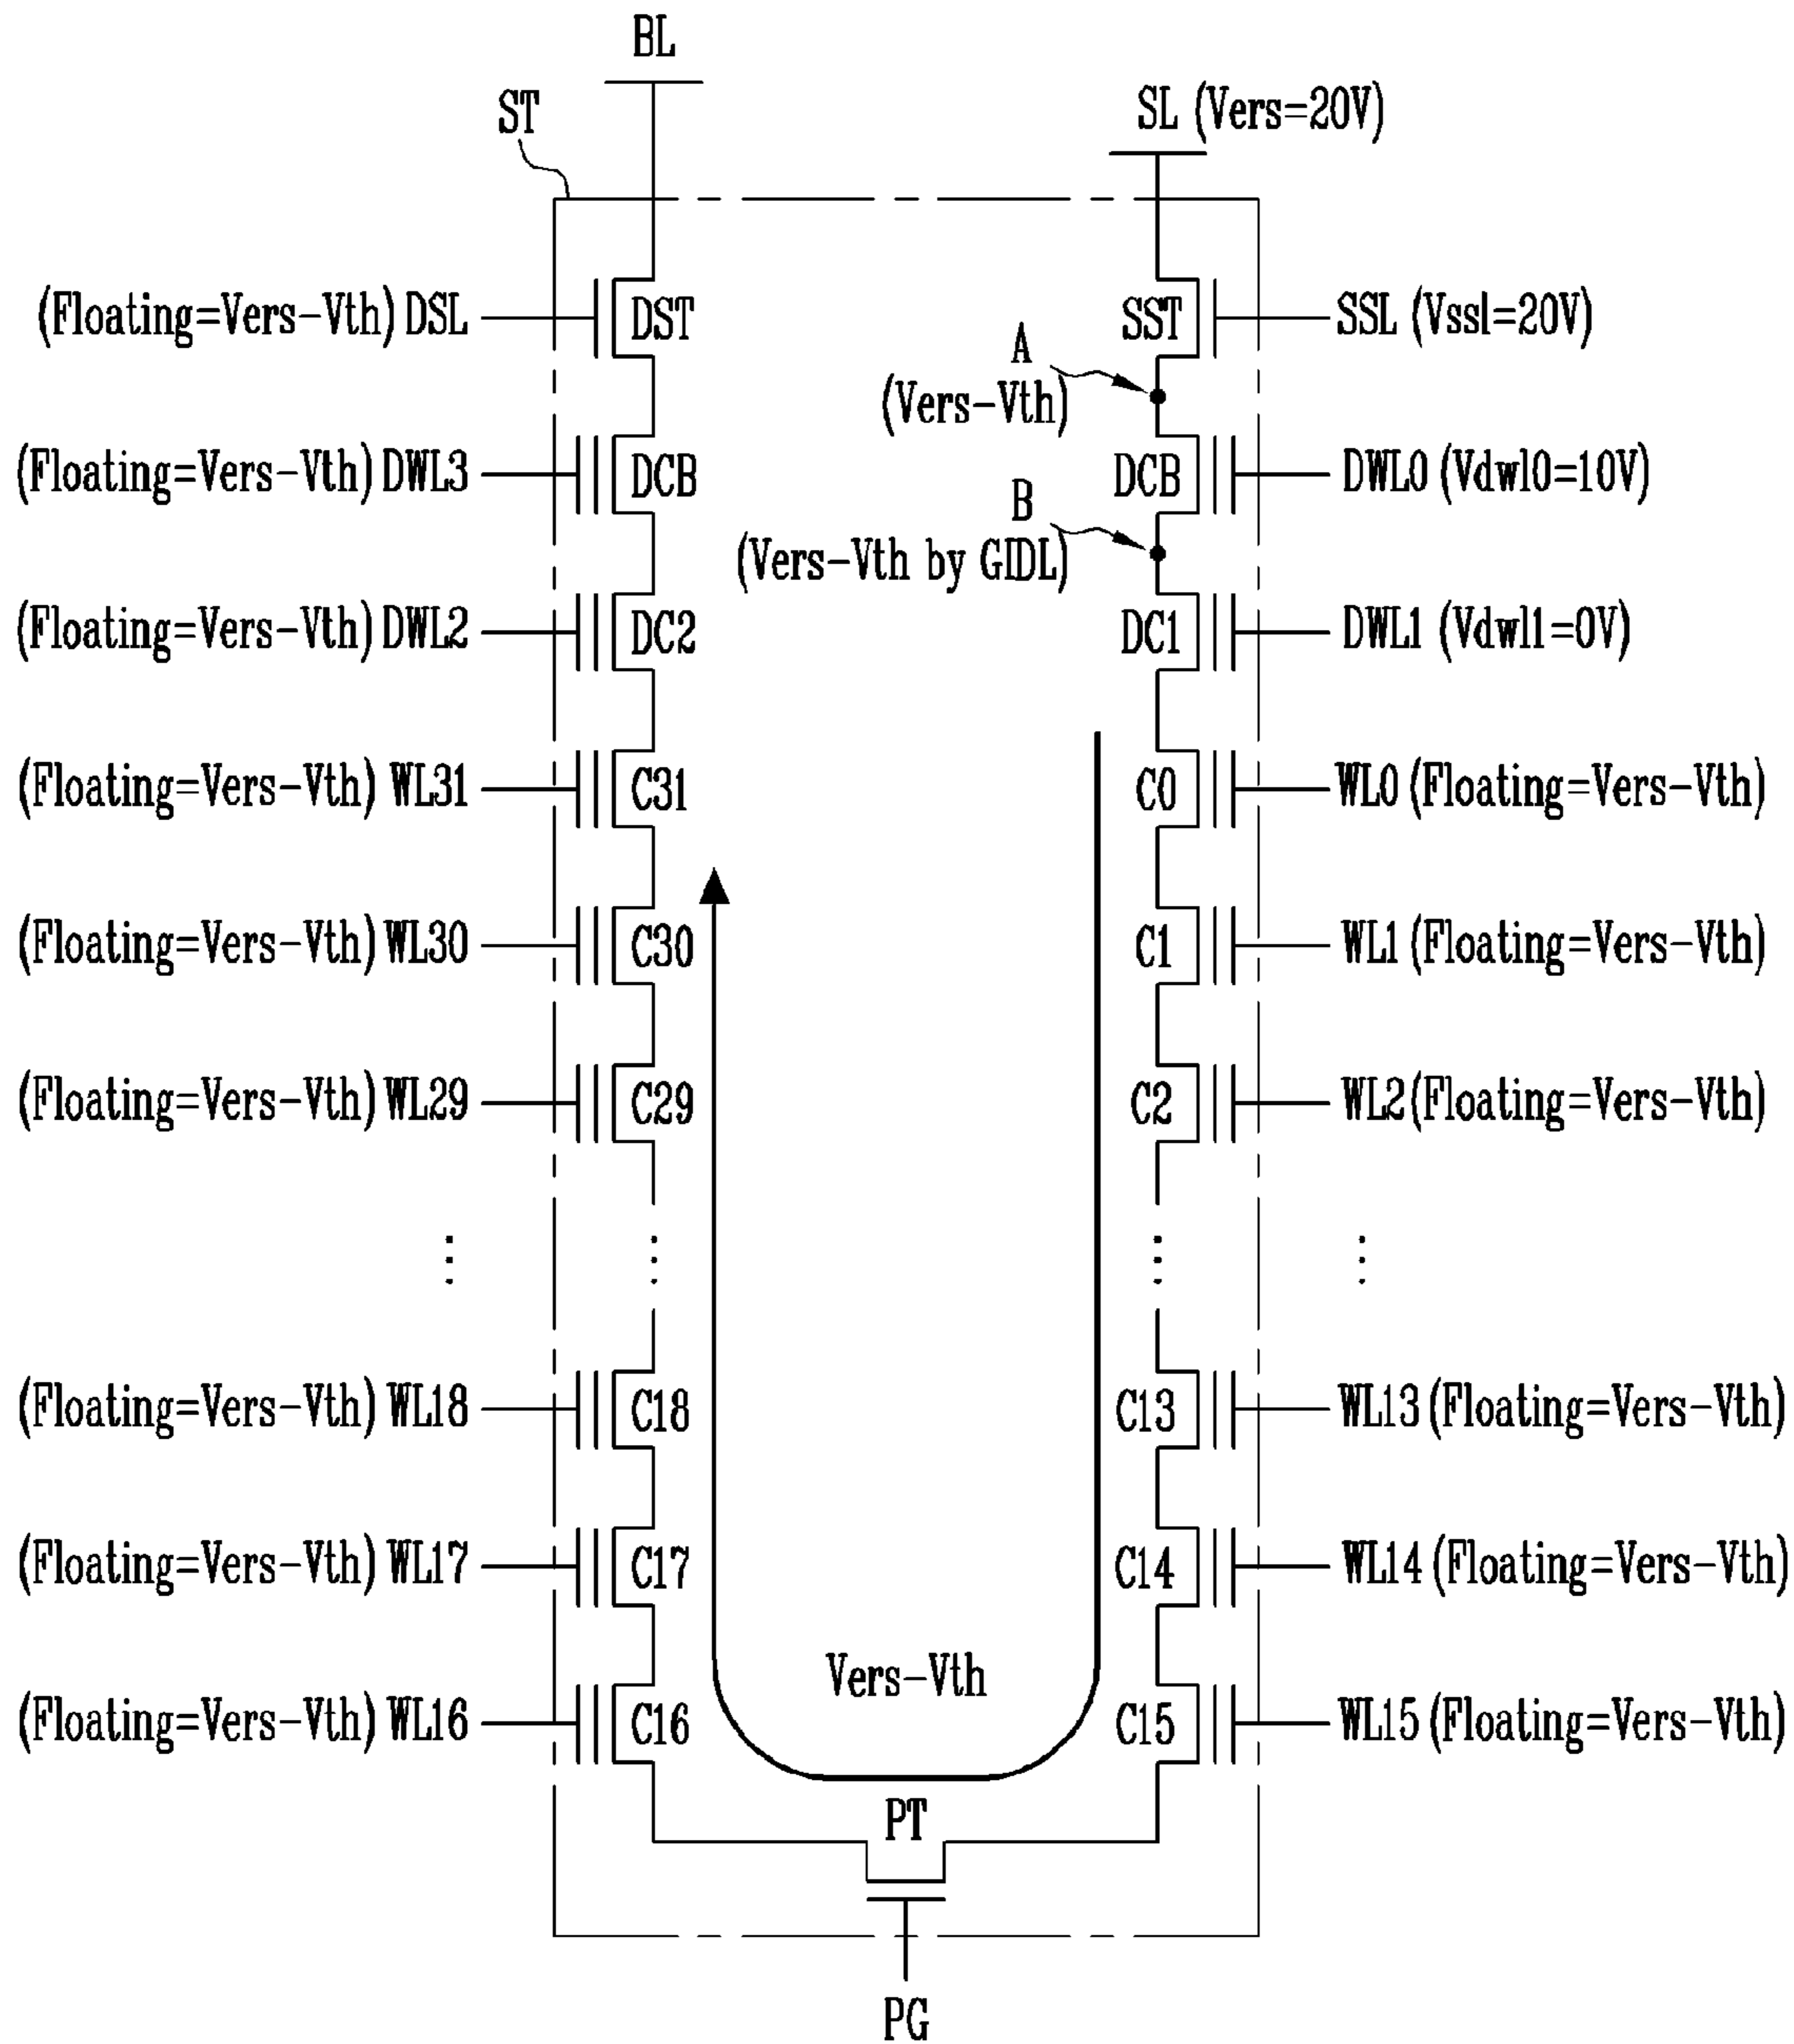 BL
SL (Vers=20V)
ST
(Floating=Vers-Vth) DSL
DST
SST
SSL (Vssl=20V)
A
(Vers-Vth)
(Floating=Vers-Vth) DWL3
DCB
DCB
DWL0 (Vdwl0=10V)
B
(Vers-Vth by GIDL)
(Floating=Vers-Vth) DWL2
DC2
DC1
DWL1 (Vdwl1=0V)
(Floating=Vers-Vth) WL31
C31
C0
WL0 (Floating=Vers-Vth)
(Floating=Vers-Vth) WL30
C30
C1
WL1 (Floating=Vers-Vth)
(Floating=Vers-Vth) WL29
C29
C2
WL2 (Floating=Vers-Vth)
(Floating=Vers-Vth) WL18
C18
C13
WL13 (Floating=Vers-Vth)
(Floating=Vers-Vth) WL17
C17
C14
WL14 (Floating=Vers-Vth)
Vers-Vth
(Floating=Vers-Vth) WL16
C16
C15
WL15 (Floating=Vers-Vth)
PT
PG